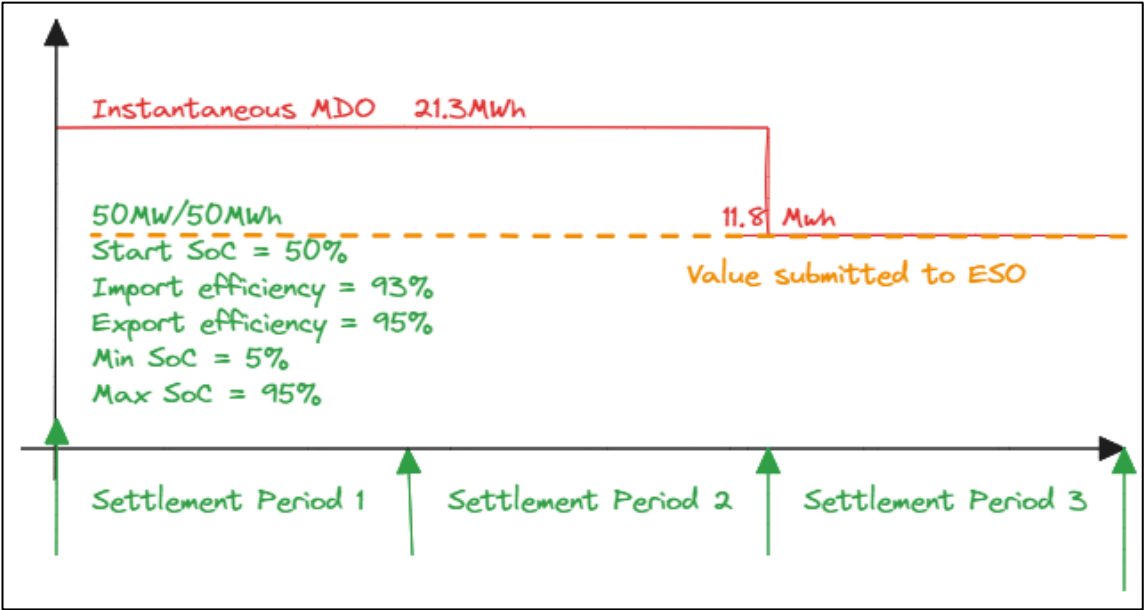 Instantaneous MDO 21.3MWh
50MW/50MWh
11.8 Mwh
Start SoC = 50%
Value submitted to ESO
Import efficiency = 93%
Export efficiency = 95%
Min SoC = 5%
Max SoC = 95%
Settlement Period 1
Settlement Period 2
Settlement Period 3